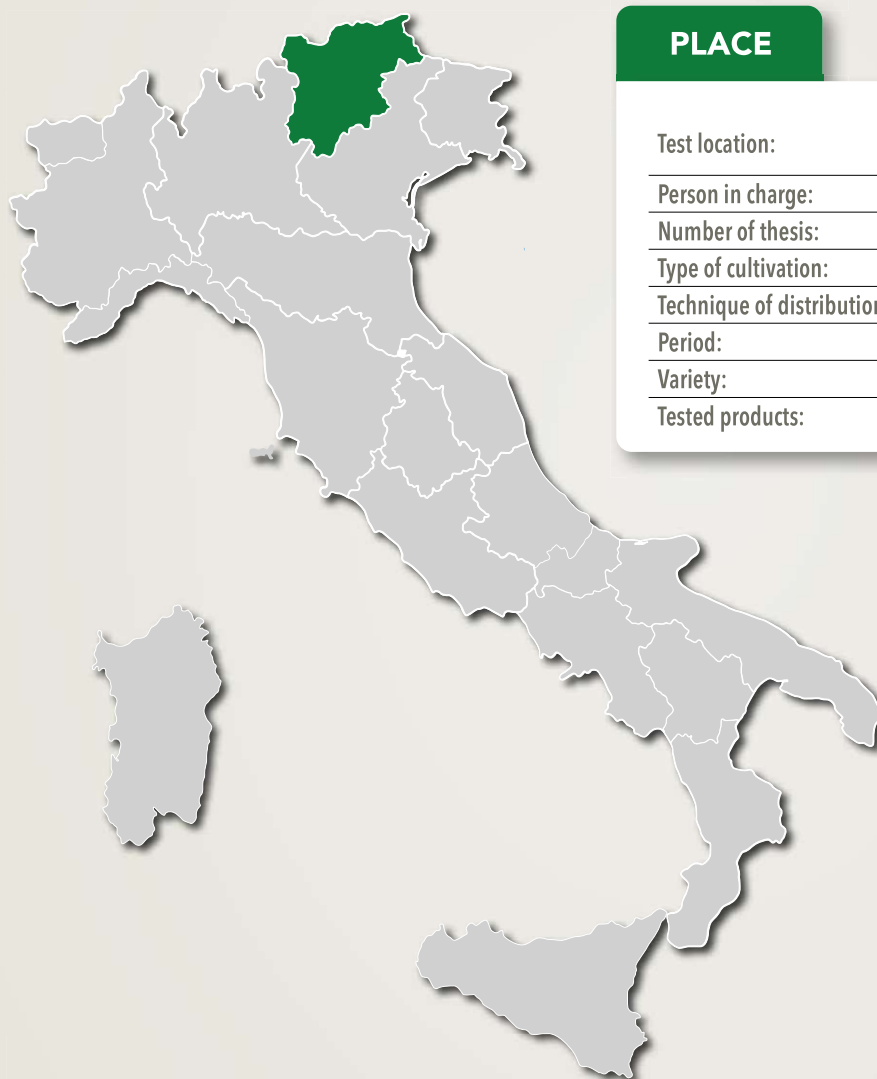 PLACE
Test location:
Person in charge:
Number of thesis:
Type of cultivation:
Technique of distribution
Period:
Variety:
Tested products: